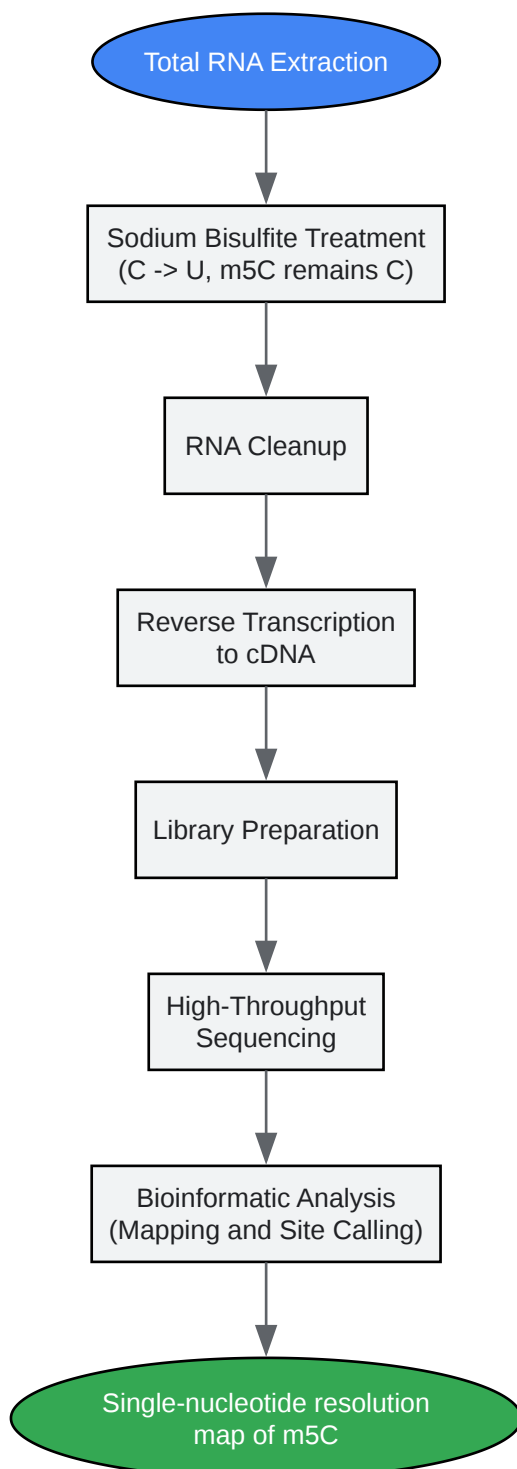 Total RNA Extraction
Sodium Bisulfite Treatment
(C -> U, m5C remains C)
RNA Cleanup
Reverse Transcription
to cDNA
Library Preparation
High-Throughput
Sequencing
Bioinformatic Analysis
(Mapping and Site Calling)
Single-nucleotide resolution
map of m5C